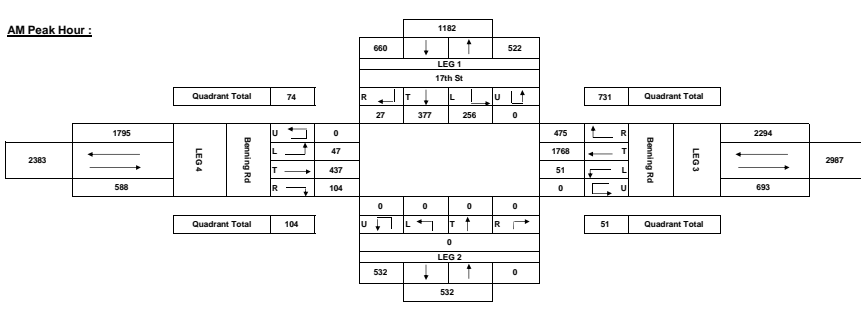 AM Peak Hour :
1182
660 522
LEG 1
17th St
Quadrant Total 74
R T L U
731 Quadrant Total
27 377 256 0
1795
U 0
475 R
2294
2383
LEG 4
Benning Rd
L 47
1768 T
Benning Rd
LEG 3
2987
T 437
51 L
588
R 104
0 U
693
0 0 0 0
Quadrant Total 104
U L T R
51 Quadrant Total
0
LEG 2
532 0
532